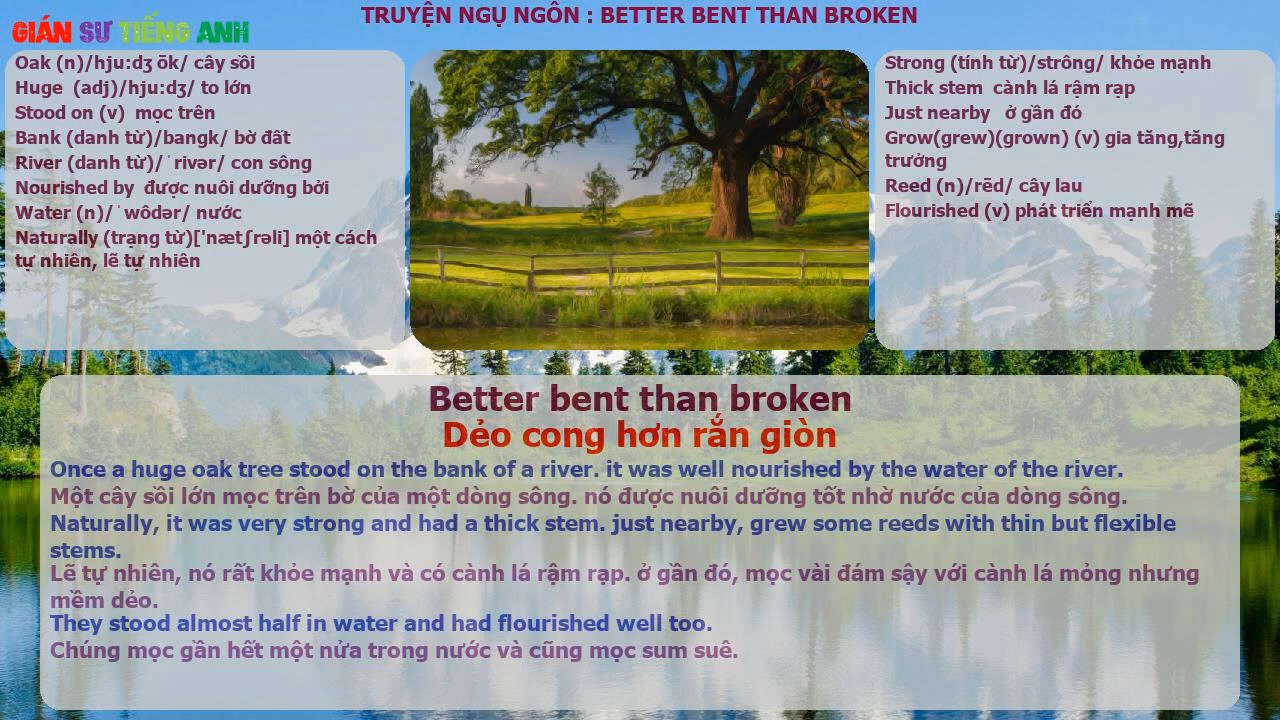 TRUYỆN NGỤ NGÔN : BETTER BENT THAN BROKEN
GIÁN SƯ TIẾNG ANH
Oak (n)/hju:dʒ ōk/ cây sồi
Huge (adj)/hju:dʒ/ to lớn
Stood on (v) mọc trên
Bank (danh từ)/bangk/ bờ đất
River (danh từ)/ ˈrivər/ con sông
Nourished by được nuôi dưỡng bởi
Water (n)/ ˈwôdər/ nước
Naturally (trạng từ)['næt∫rəli] một cách
tự nhiên, lẽ tự nhiên
Strong (tính từ)/strông/ khỏe mạnh
Thick stem cành lá rậm rạp
Just nearby ở gần đó
Grow(grew)(grown) (v) gia tăng,tăng
trưởng
Reed (n)/rēd/ cây lau
Flourished (v) phát triển mạnh mẽ
Better bent than broken
Dẻo cong hơn rắn giòn
Once a huge oak tree stood on the bank of a river. it was well nourished by the water of the river.
Một cây sồi lớn mọc trên bờ của một dòng sông. nó được nuôi dưỡng tốt nhờ nước của dòng sông.
Naturally, it was very strong and had a thick stem. just nearby, grew some reeds with thin but flexible
stems.
Lẽ tự nhiên, nó rất khỏe mạnh và có cành lá rậm rạp. ở gần đó, mọc vài đám sậy với cành lá mỏng nhưng
mềm dẻo.
They stood almost half in water and had flourished well too.
Chúng mọc gần hết một nửa trong nước và cũng mọc sum suê.